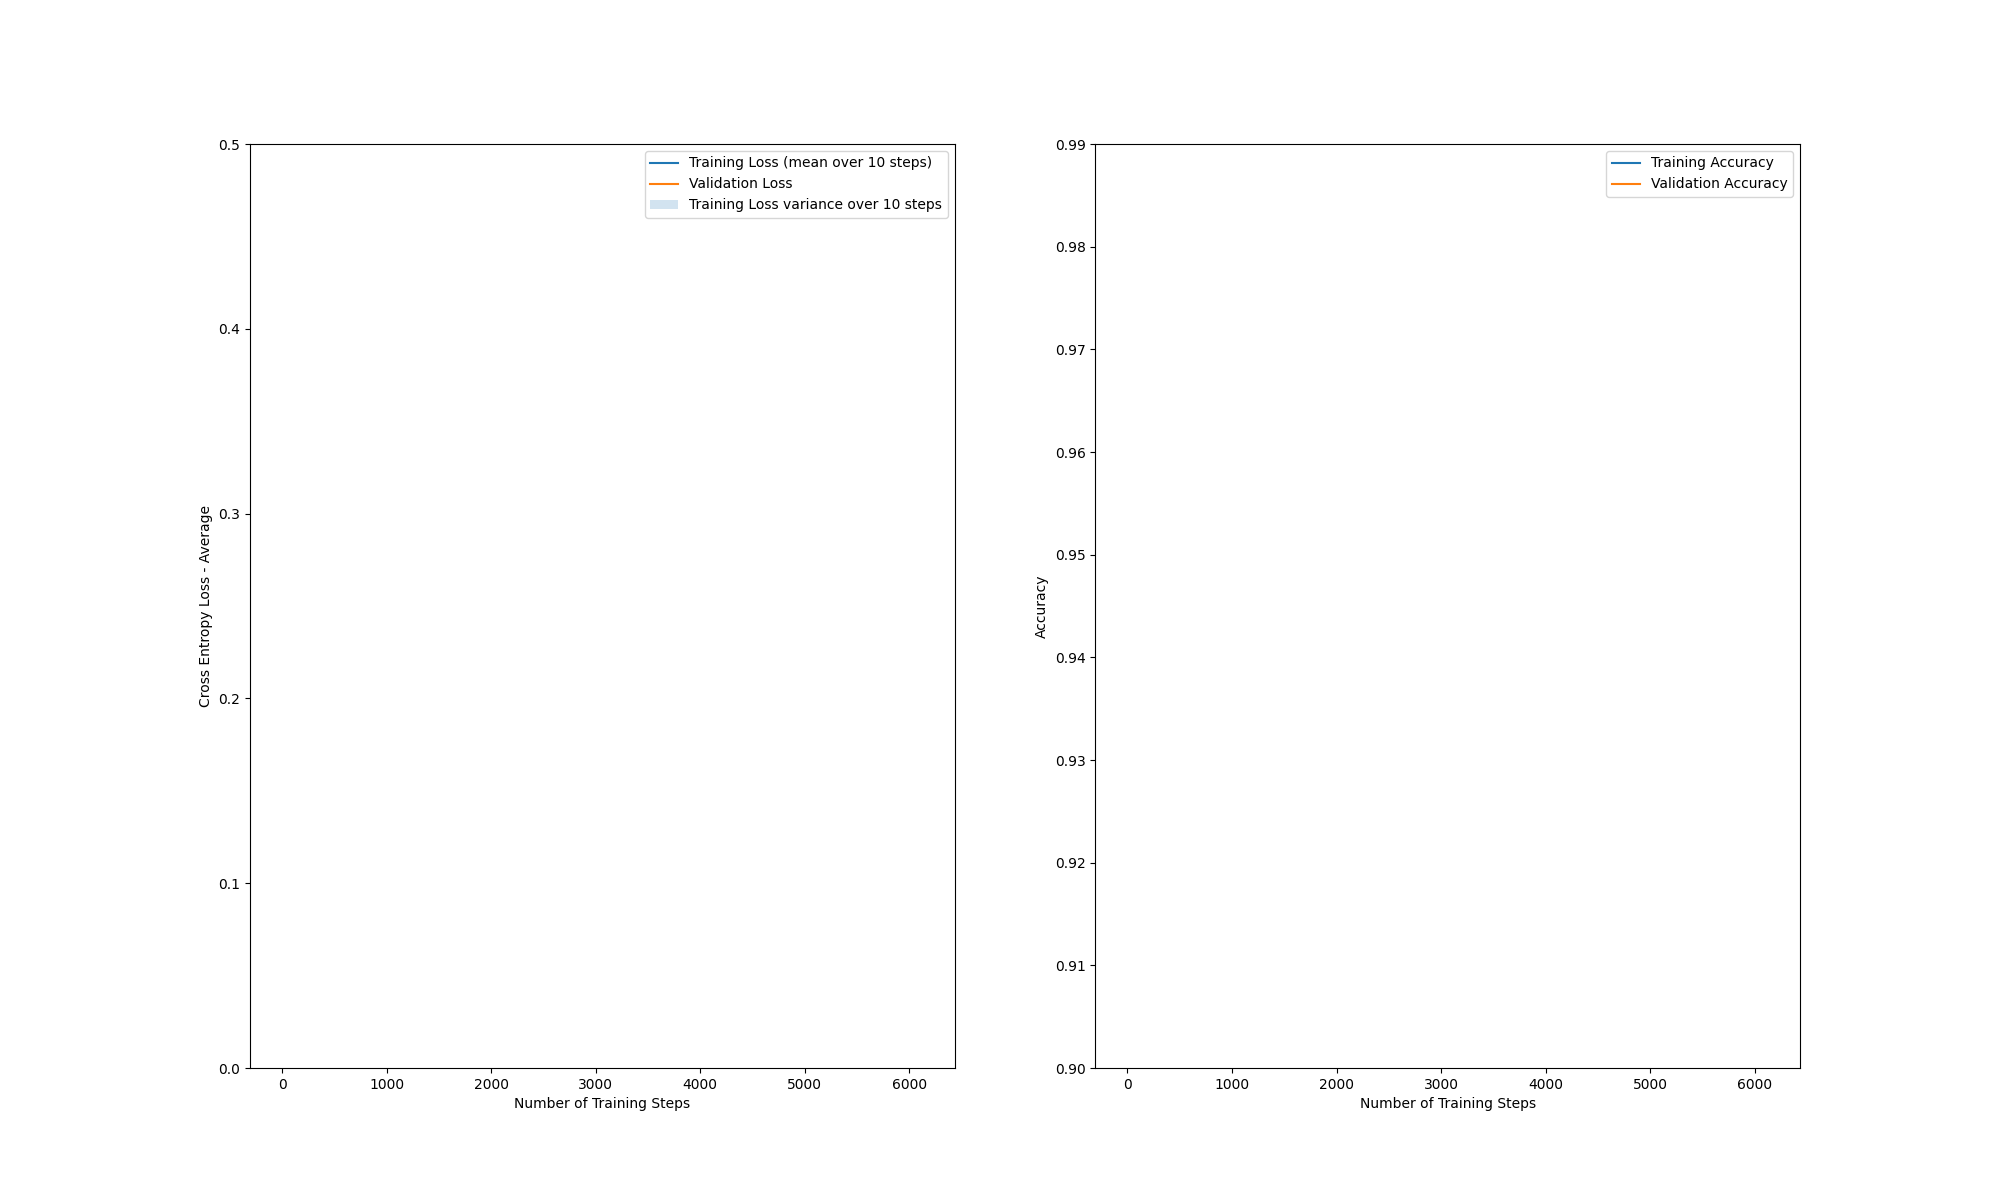 0.5
0.4
0.3
0.2
0.1
0.0
Cross Entropy Loss - Average
Training Loss (mean over 10 steps)
Validation Loss
Training Loss variance over 10 steps
0 1000 2000 3000 4000 5000 6000
Number of Training Steps
0.99
0.98
0.97
0.96
0.95
0.94
0.93
0.92
0.91
0.90
Accuracy
Training Accuracy
Validation Accuracy
0 1000 2000 3000 4000 5000 6000
Number of Training Steps